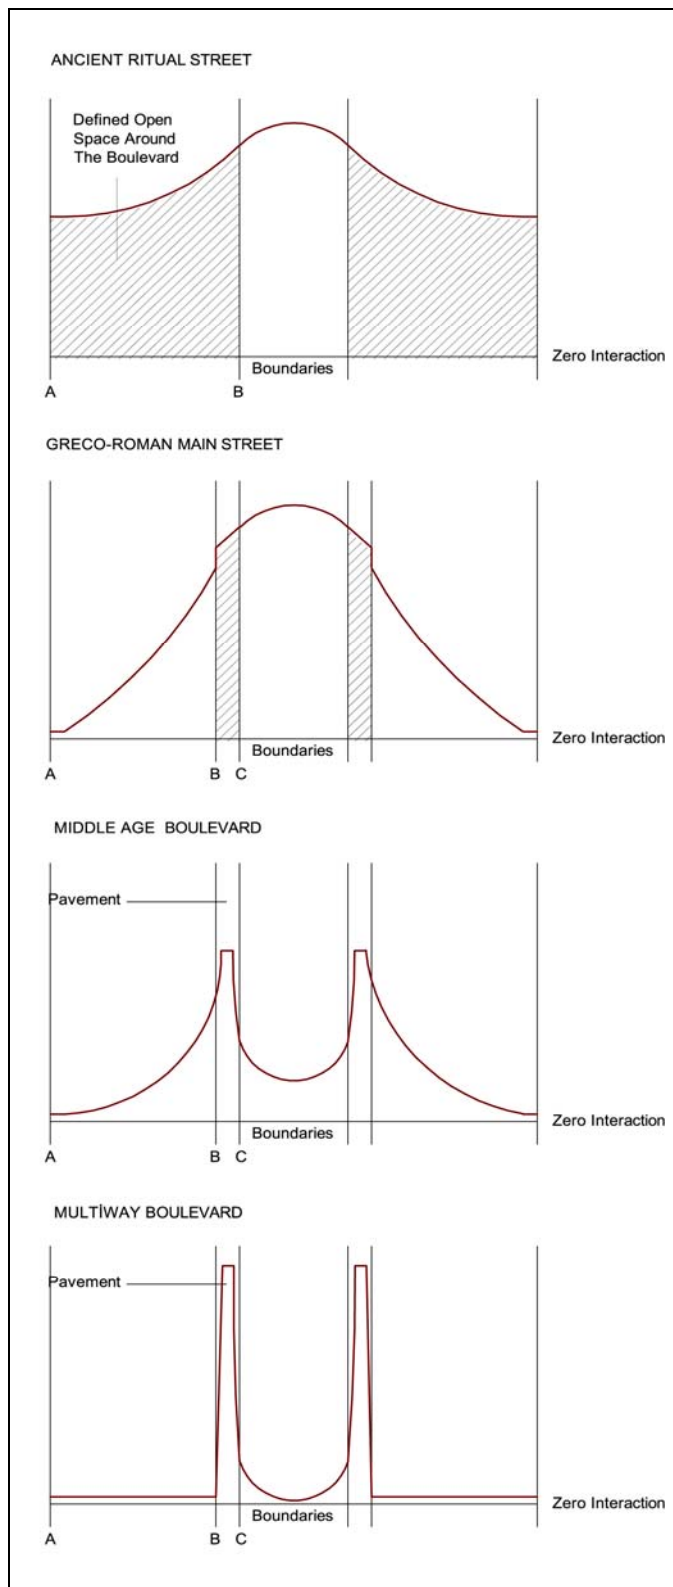 ANCIENT RITUAL STREET
Defined Open
Space Around
The Boulevard
Zero Interaction
Boundaries
A B
GRECO-ROMAN MAIN STREET
Zero Interaction
Boundaries
A B C
MIDDLE AGE BOULEVARD
Pavement
Zero Interaction
Boundaries
A B C
MULTİWAY BOULEVARD
Pavement
Zero Interaction
Boundaries
A B C